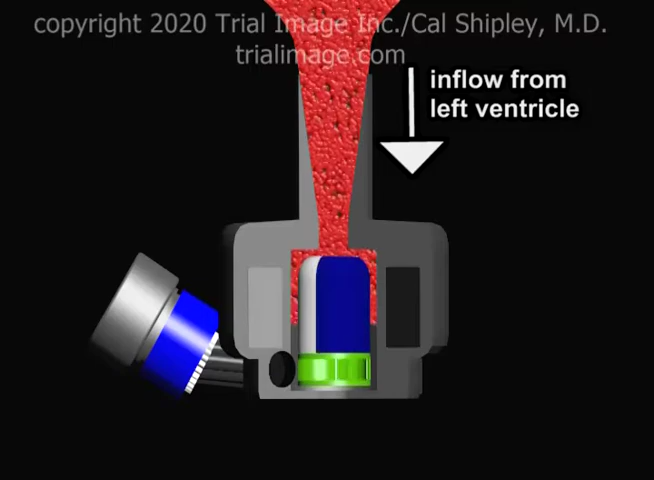 copyright 2020 Trial Image Inc./Cal Shipley, M.D.
trialimage.com
inflow from
left ventricle